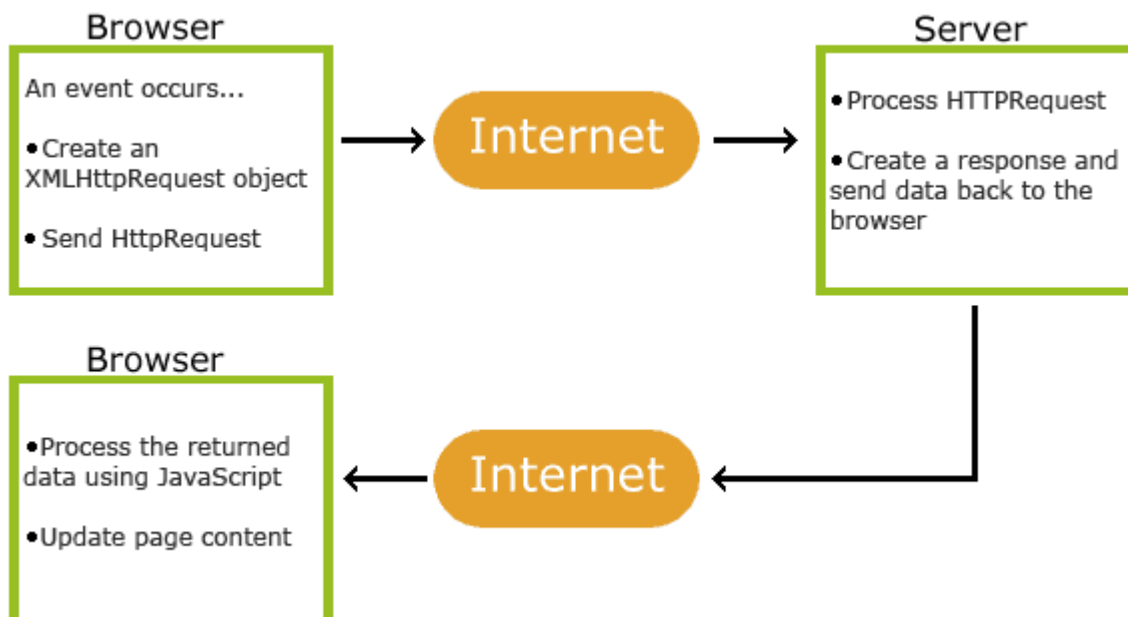 Browser
An event occurs...
•Create an
XMLHttpRequest object
• Send HttpRequest
Internet
Server
•Process HTTPRequest
•Create a response and
send data back to the
browser
Browser
•Process the returned
data using JavaScript
•Update page content
Internet